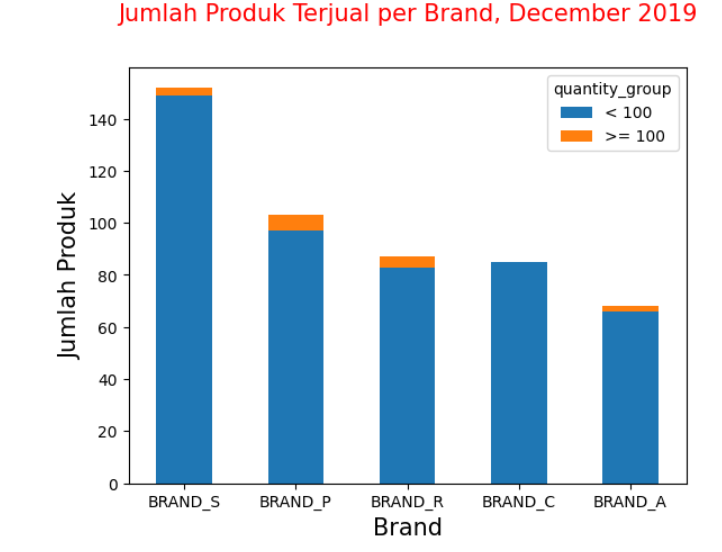 Jumlah Produk Terjual per Brand, December 2019
quantity_group
< 100
>= 100
Jumlah Produk
140
120
100
80
60
40
20
0
BRAND_S BRAND_P BRAND_R BRAND_C BRAND_A
Brand